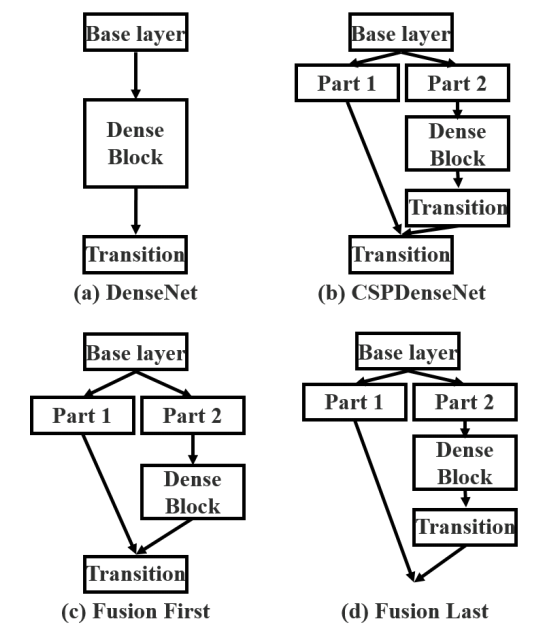 Base layer
Dense
Block
Transition
(a) DenseNet
Base layer
Part 1
Part 2
Dense
Block
Transition
Transition
(b) CSPDenseNet
Base layer
Part 1
Part 2
Dense
Block
Transition
(c) Fusion First
Base layer
Part 1
Part 2
Dense
Block
Transition
(d) Fusion Last